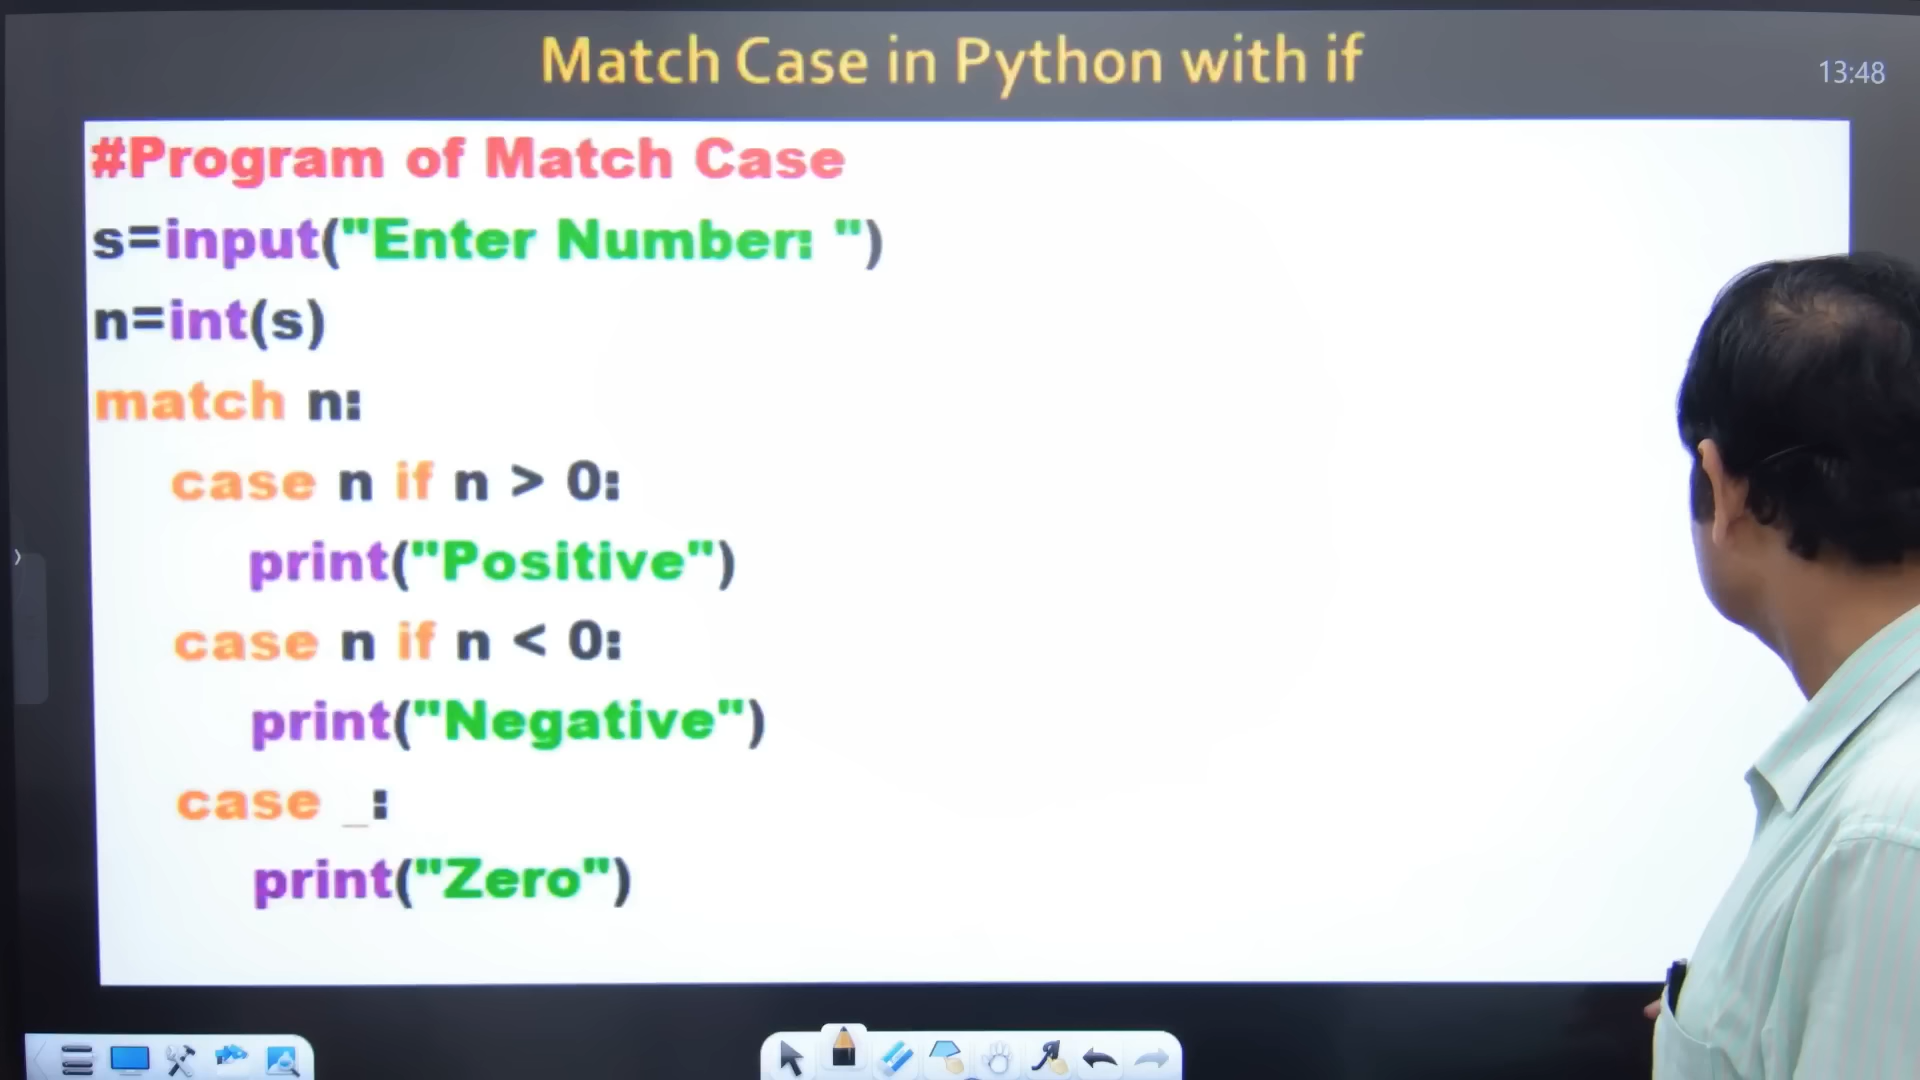 Match Case in Python with if
13:48
#Program of Match Case
s=input("Enter Number: ")
n=int(s)
match n:
case n if n > 0:
print("Positive")
case n if n < 0:
print("Negative")
case _:
print("Zero")